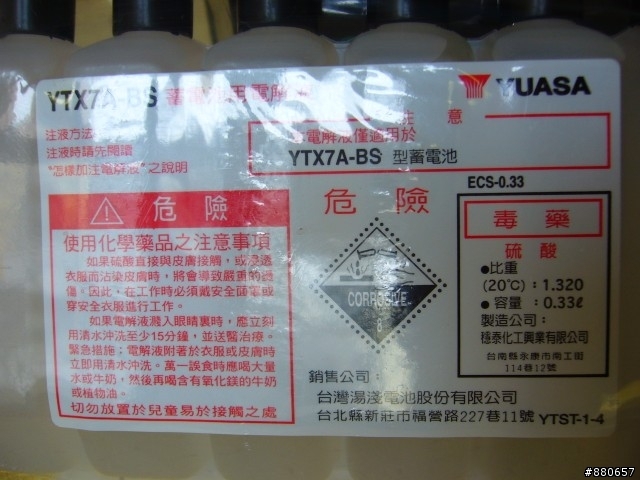 YTX7A-BS 蓄電池用電解
YUASA
注液方法
注液時請先閱讀
"怎樣加注電解液" 之說明
注 意
電解液僅適用於
YTX7A-BS 型蓄電池
危 險
使用化學藥品之注意事項
如果硫酸直接與皮膚接觸，或浸透
衣服而沾染皮膚時，將會導致嚴重的燙
傷。因此，在工作時必須戴安全篩電或
穿安全衣服進行工作。
如果電解液濺入眼睛裏時，應立刻
用清水沖洗至少15分鐘，並送醫治療。
緊急措施：電解液附著於衣服或皮膚時
立即用清水沖洗。萬一誤食時應喝大量
水或牛奶，然後再喝含有氧化鎂的牛奶
或植物油。
切勿放置於兒童易於接觸之處
危 險
CORROSIVE
8
ECS-0.33
毒 藥
硫 酸
●比重
(20℃)：1.320
●容量：0.33ℓ
製造公司：
穗泰化工興業有限公司
台南縣永康市南工街
114巷12號
銷售公司：
台灣湯淺電池股份有限公司
台北縣新莊市福營路227巷11號 YTST-1-4
#880657